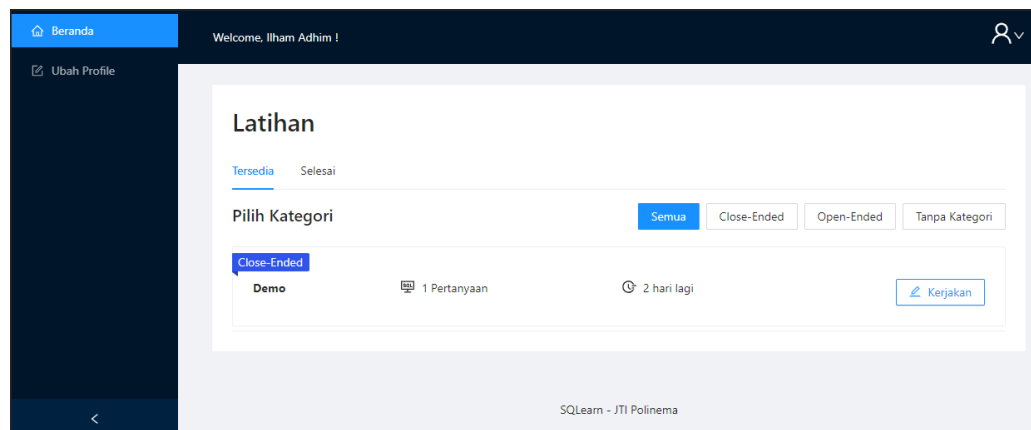 Beranda
Welcome, Ilham Adhim !
Ubah Profile
Latihan
Tersedia Selesai
Pilih Kategori Semua Close-Ended Open-Ended Tanpa Kategori
Close-Ended
Demo SQL 1 Pertanyaan 2 hari lagi Kerjakan
SQLearn - JTI Polinema